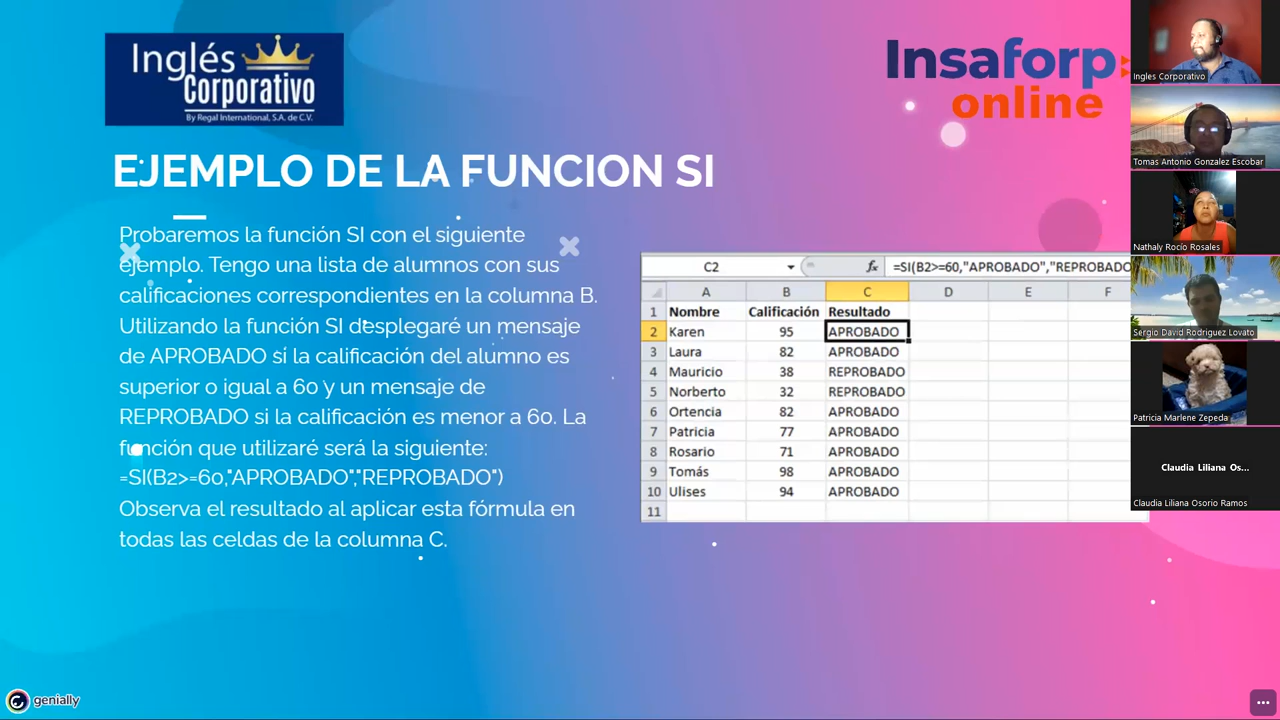 Inglés
Corporativo
By Regal International, S.A. de C.V.
Insaforp
online
EJEMPLO DE LA FUNCION SI
Probaremos la función SI con el siguiente
ejemplo. Tengo una lista de alumnos con sus
calificaciones correspondientes en la columna B.
Utilizando la función SI desplegaré un mensaje
de APROBADO si la calificación del alumno es
superior o igual a 60 y un mensaje de
REPROBADO si la calificación es menor a 60. La
función que utilizaré será la siguiente:
=SI(B2>=60,"APROBADO","REPROBADO")
Observa el resultado al aplicar esta fórmula en
todas las celdas de la columna C.
C2 fx =SI(B2>=60,"APROBADO","REPROBADO
A B C D E F
1 Nombre Calificación Resultado
2 Karen 95 APROBADO
3 Laura 82 APROBADO
4 Mauricio 38 REPROBADO
5 Norberto 32 REPROBADO
6 Ortencia 82 APROBADO
7 Patricia 77 APROBADO
8 Rosario 71 APROBADO
9 Tomás 98 APROBADO
10 Ulises 94 APROBADO
11
Ingles Corporativo
Tomas Antonio Gonzalez Escobar
Nathaly Rocío Rosales
Sergio David Rodriguez Lovato
Patricia Marlene Zepeda
Claudia Liliana Os...
Claudia Liliana Osorio Ramos
genially